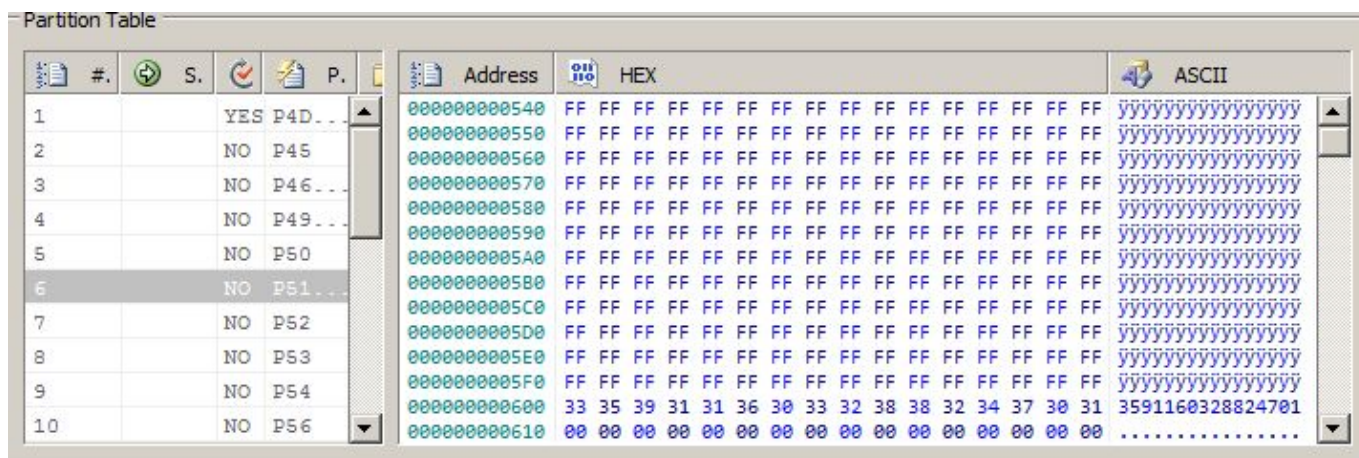 Partition Table
#. S. P. Address HEX ASCII
1 YES P4D...
2 NO P45
3 NO P46...
4 NO P49...
5 NO P50
6 NO P51...
7 NO P52
8 NO P53
9 NO P54
10 NO P56
000000000540 FF FF FF FF FF FF FF FF FF FF FF FF FF FF FF FF ÿÿÿÿÿÿÿÿÿÿÿÿÿÿÿÿ
000000000550 FF FF FF FF FF FF FF FF FF FF FF FF FF FF FF FF ÿÿÿÿÿÿÿÿÿÿÿÿÿÿÿÿ
000000000560 FF FF FF FF FF FF FF FF FF FF FF FF FF FF FF FF ÿÿÿÿÿÿÿÿÿÿÿÿÿÿÿÿ
000000000570 FF FF FF FF FF FF FF FF FF FF FF FF FF FF FF FF ÿÿÿÿÿÿÿÿÿÿÿÿÿÿÿÿ
000000000580 FF FF FF FF FF FF FF FF FF FF FF FF FF FF FF FF ÿÿÿÿÿÿÿÿÿÿÿÿÿÿÿÿ
000000000590 FF FF FF FF FF FF FF FF FF FF FF FF FF FF FF FF ÿÿÿÿÿÿÿÿÿÿÿÿÿÿÿÿ
0000000005A0 FF FF FF FF FF FF FF FF FF FF FF FF FF FF FF FF ÿÿÿÿÿÿÿÿÿÿÿÿÿÿÿÿ
0000000005B0 FF FF FF FF FF FF FF FF FF FF FF FF FF FF FF FF ÿÿÿÿÿÿÿÿÿÿÿÿÿÿÿÿ
0000000005C0 FF FF FF FF FF FF FF FF FF FF FF FF FF FF FF FF ÿÿÿÿÿÿÿÿÿÿÿÿÿÿÿÿ
0000000005D0 FF FF FF FF FF FF FF FF FF FF FF FF FF FF FF FF ÿÿÿÿÿÿÿÿÿÿÿÿÿÿÿÿ
0000000005E0 FF FF FF FF FF FF FF FF FF FF FF FF FF FF FF FF ÿÿÿÿÿÿÿÿÿÿÿÿÿÿÿÿ
0000000005F0 FF FF FF FF FF FF FF FF FF FF FF FF FF FF FF FF ÿÿÿÿÿÿÿÿÿÿÿÿÿÿÿÿ
000000000600 33 35 39 31 31 36 30 33 32 38 38 32 34 37 30 31 3591160328824701
000000000610 00 00 00 00 00 00 00 00 00 00 00 00 00 00 00 00 ................